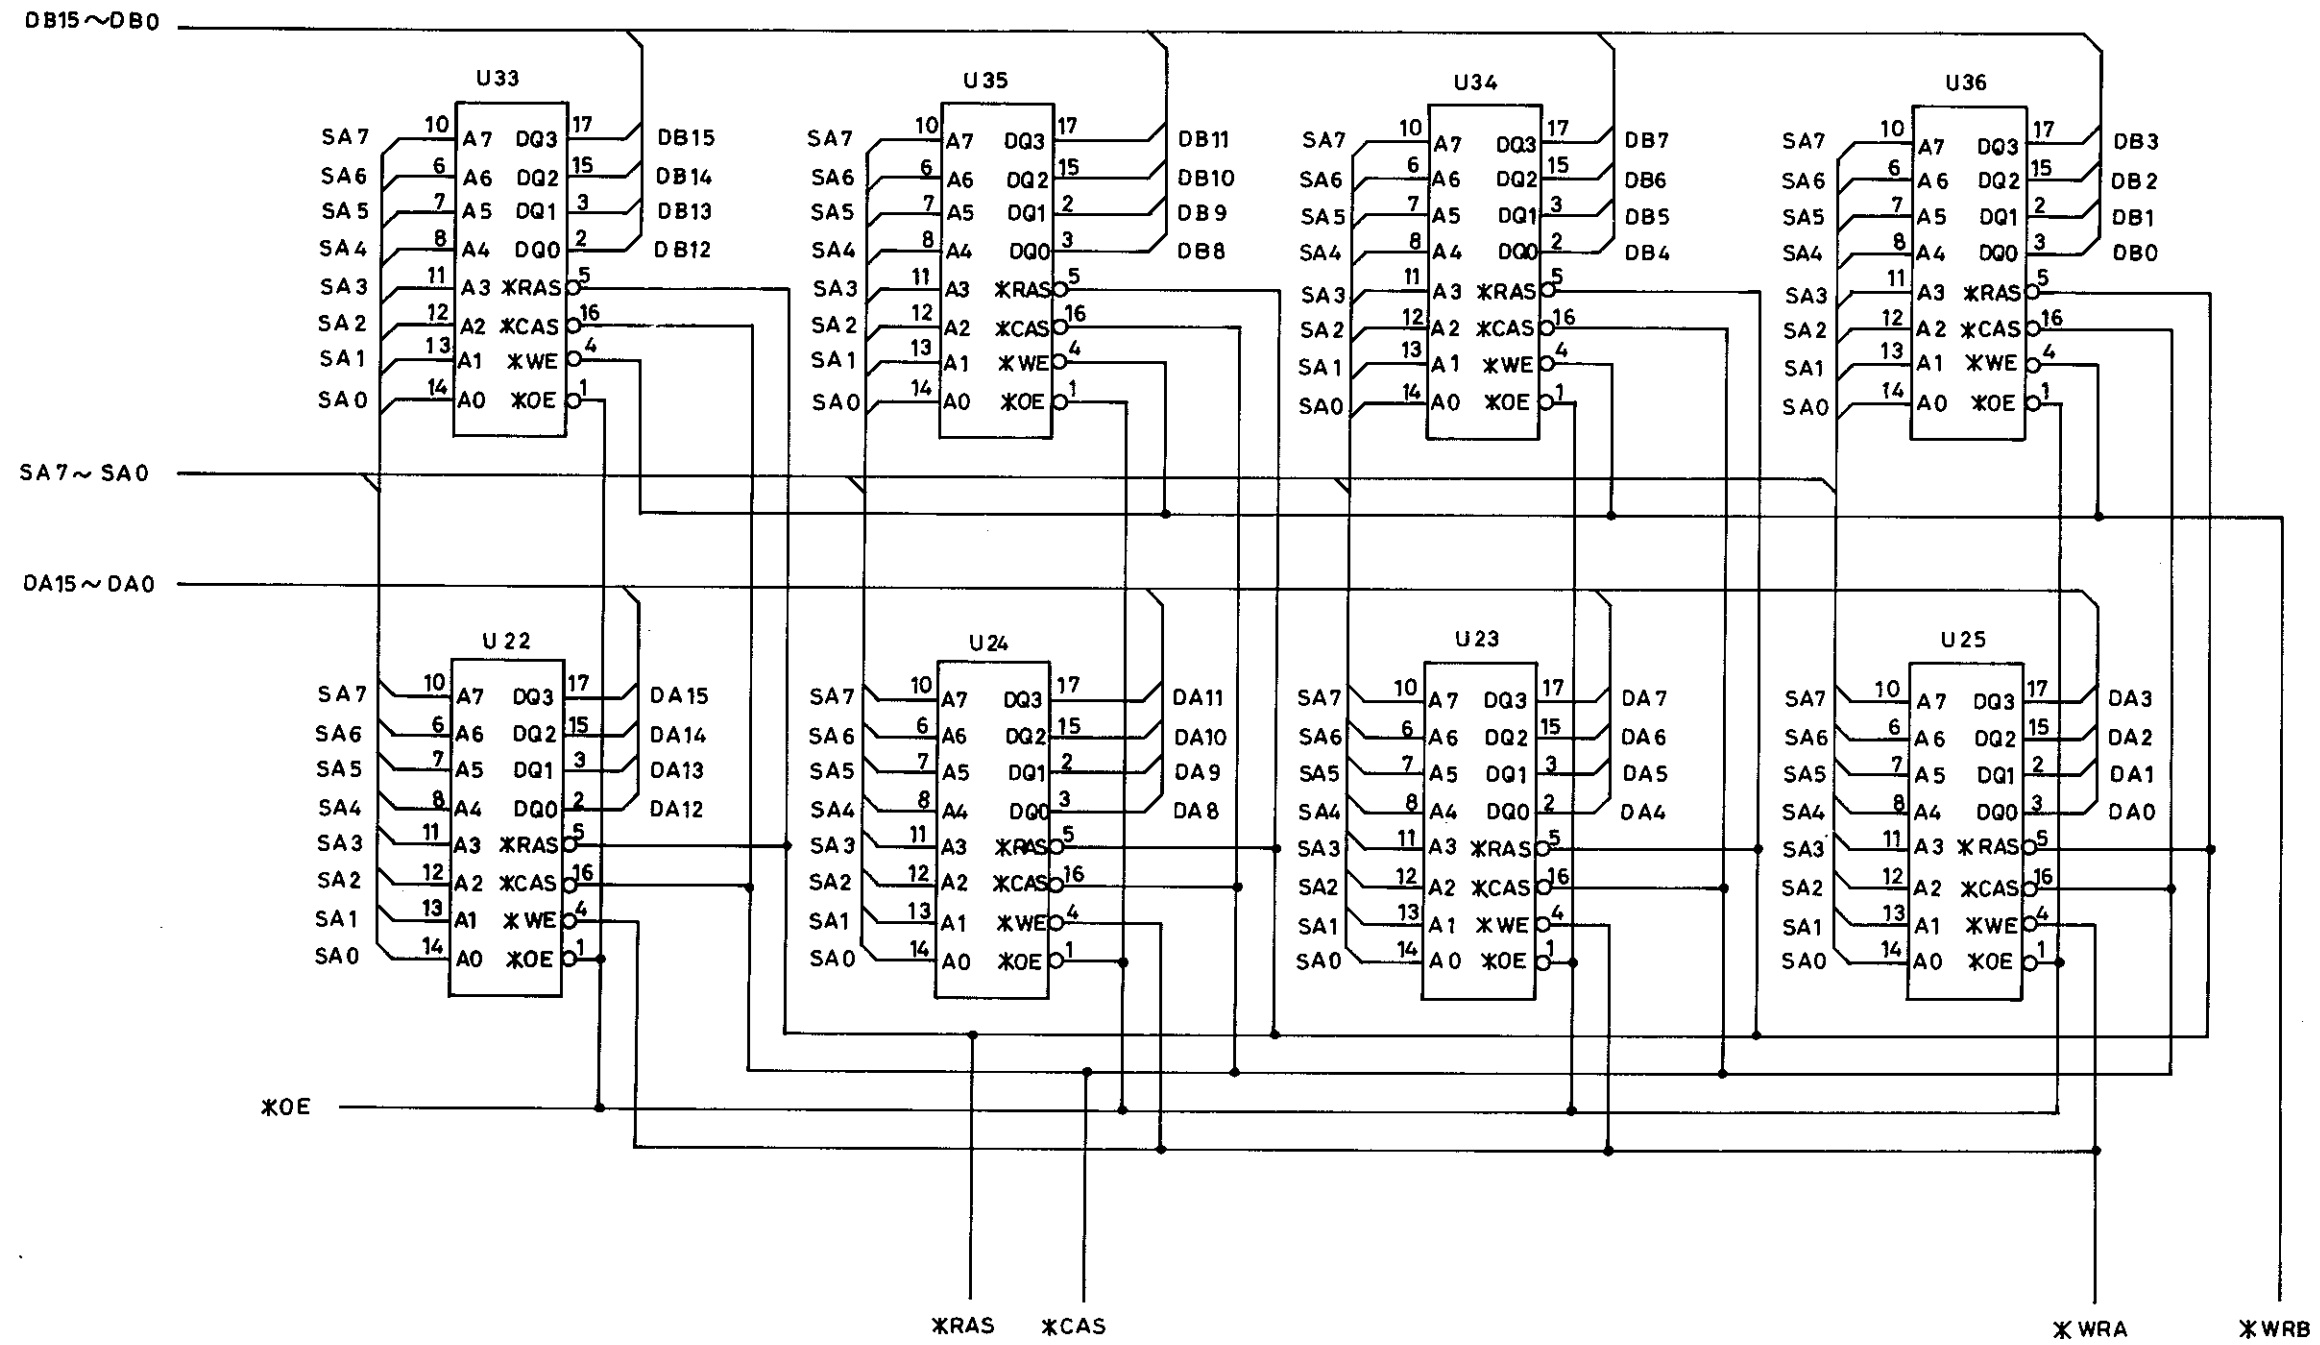 DB15~DB0
U33 U35 U34 U36
SA7 10 A7 DQ3 17 DB15 SA7 10 A7 DQ3 17 DB11 SA7 10 A7 DQ3 17 DB7 SA7 10 A7 DQ3 17 DB3
SA6 6 A6 DQ2 15 DB14 SA6 6 A6 DQ2 15 DB10 SA6 6 A6 DQ2 15 DB6 SA6 6 A6 DQ2 15 DB2
SA5 7 A5 DQ1 3 DB13 SA5 7 A5 DQ1 2 DB9 SA5 7 A5 DQ1 3 DB5 SA5 7 A5 DQ1 2 DB1
SA4 8 A4 DQ0 2 DB12 SA4 8 A4 DQ0 3 DB8 SA4 8 A4 DQ0 2 DB4 SA4 8 A4 DQ0 3 DB0
SA3 11 A3 *RAS 5 SA3 11 A3 *RAS 5 SA3 11 A3 *RAS 5 SA3 11 A3 *RAS 5
SA2 12 A2 *CAS 16 SA2 12 A2 *CAS 16 SA2 12 A2 *CAS 16 SA2 12 A2 *CAS 16
SA1 13 A1 *WE 4 SA1 13 A1 *WE 4 SA1 13 A1 *WE 4 SA1 13 A1 *WE 4
SA0 14 A0 *OE 1 SA0 14 A0 *OE 1 SA0 14 A0 *OE 1 SA0 14 A0 *OE 1
SA7~SA0
DA15~DA0
U22 U24 U23 U25
SA7 10 A7 DQ3 17 DA15 SA7 10 A7 DQ3 17 DA11 SA7 10 A7 DQ3 17 DA7 SA7 10 A7 DQ3 17 DA3
SA6 6 A6 DQ2 15 DA14 SA6 6 A6 DQ2 15 DA10 SA6 6 A6 DQ2 15 DA6 SA6 6 A6 DQ2 15 DA2
SA5 7 A5 DQ1 3 DA13 SA5 7 A5 DQ1 2 DA9 SA5 7 A5 DQ1 3 DA5 SA5 7 A5 DQ1 2 DA1
SA4 8 A4 DQ0 2 DA12 SA4 8 A4 DQ0 3 DA8 SA4 8 A4 DQ0 2 DA4 SA4 8 A4 DQ0 3 DA0
SA3 11 A3 *RAS 5 SA3 11 A3 *RAS 5 SA3 11 A3 *RAS 5 SA3 11 A3 *RAS 5
SA2 12 A2 *CAS 16 SA2 12 A2 *CAS 16 SA2 12 A2 *CAS 16 SA2 12 A2 *CAS 16
SA1 13 A1 *WE 4 SA1 13 A1 *WE 4 SA1 13 A1 *WE 4 SA1 13 A1 *WE 4
SA0 14 A0 *OE 1 SA0 14 A0 *OE 1 SA0 14 A0 *OE 1 SA0 14 A0 *OE 1
*OE
*RAS *CAS *WRA *WRB